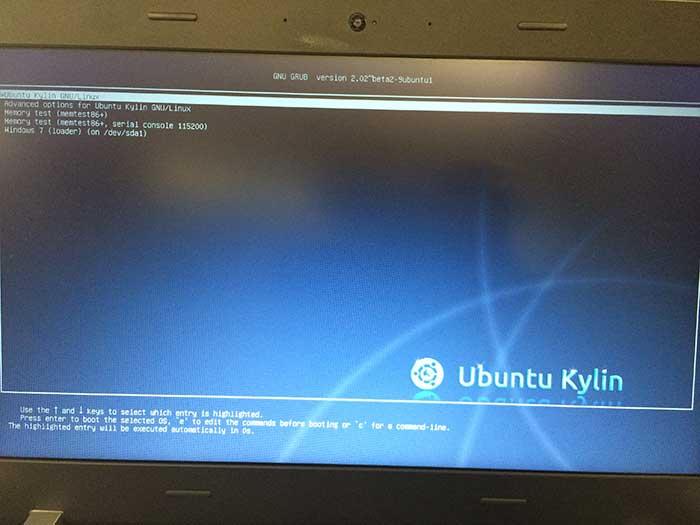 GNU GRUB version 2.02~beta2-9ubuntu1
*Ubuntu Kylin GNU/Linux
Advanced options for Ubuntu Kylin GNU/Linux
Memory test (memtest86+)
Memory test (memtest86+, serial console 115200)
Windows 7 (loader) (on /dev/sda1)
Ubuntu Kylin
Use the ↑ and ↓ keys to select which entry is highlighted.
Press enter to boot the selected OS, `e' to edit the commands before booting or `c' for a command-line.
The highlighted entry will be executed automatically in 0s.